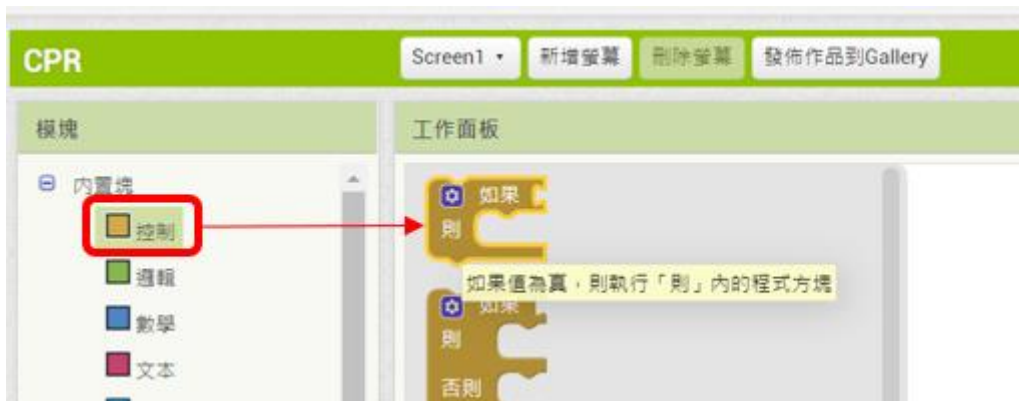 CPR
Screen1
新增螢幕
刪除螢幕
發佈作品到Gallery
模塊
工作面板
內置塊
控制
邏輯
數學
文本
如果
則
如果值為真,則執行「則」內的程式方塊
如果
則
否則